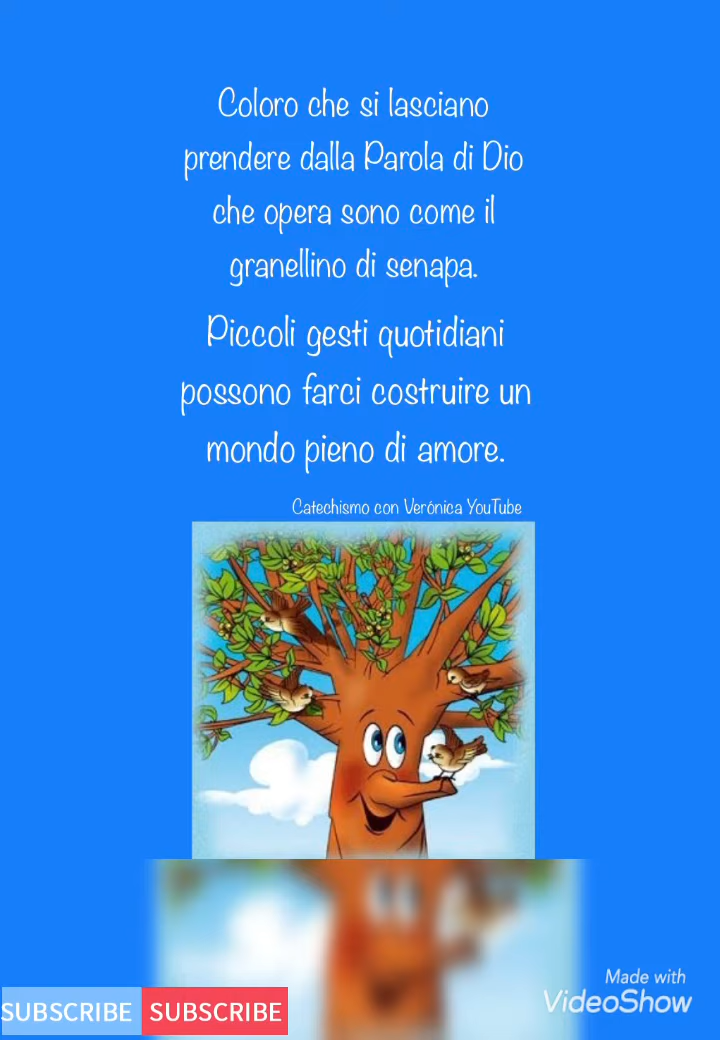 Coloro che si lasciano
prendere dalla Parola di Dio
che opera sono come il
granellino di senapa.
Piccoli gesti quotidiani
possono farci costruire un
mondo pieno di amore.
Catechismo con Verónica YouTube
Made with
VideoShow
SUBSCRIBE SUBSCRIBE